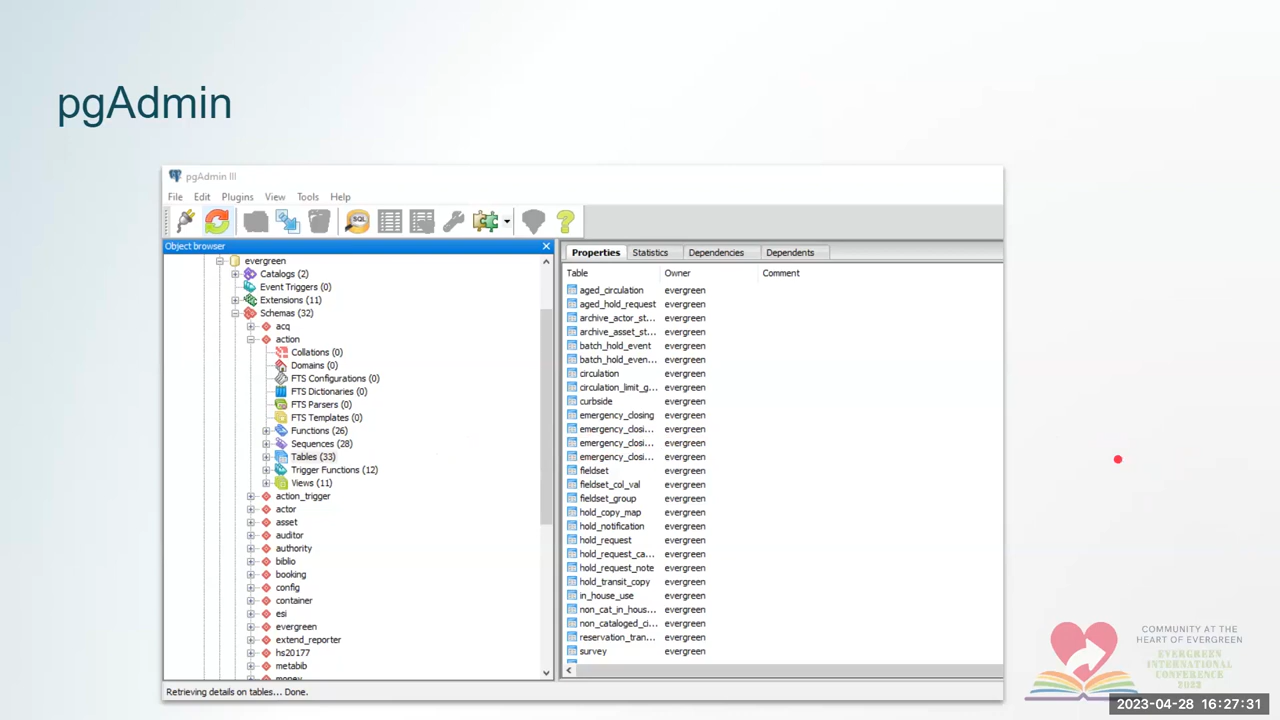 pgAdmin
pgAdmin III
File Edit Plugins View Tools Help
SQL
Object browser
Properties Statistics Dependencies Dependents
evergreen
Catalogs (2)
Event Triggers (0)
Extensions (11)
Schemas (32)
acq
action
Collations (0)
Domains (0)
FTS Configurations (0)
FTS Dictionaries (0)
FTS Parsers (0)
FTS Templates (0)
Functions (26)
Sequences (28)
Tables (33)
Trigger Functions (12)
Views (11)
action_trigger
actor
asset
auditor
authority
biblio
booking
config
container
esi
evergreen
extend_reporter
hs20177
metabib
money
Table Owner Comment
aged_circulation evergreen
aged_hold_request evergreen
archive_actor_st... evergreen
archive_asset_st... evergreen
batch_hold_event evergreen
batch_hold_even... evergreen
circulation evergreen
circulation_limit_g... evergreen
curbside evergreen
emergency_closing evergreen
emergency_closi... evergreen
emergency_closi... evergreen
emergency_closi... evergreen
fieldset evergreen
fieldset_col_val evergreen
fieldset_group evergreen
hold_copy_map evergreen
hold_notification evergreen
hold_request evergreen
hold_request_ca... evergreen
hold_request_note evergreen
hold_transit_copy evergreen
in_house_use evergreen
non_cat_in_hous... evergreen
non_cataloged_ci... evergreen
reservation_tran... evergreen
survey evergreen
Retrieving details on tables... Done.
COMMUNITY AT THE
HEART OF EVERGREEN
EVERGREEN
INTERNATIONAL
CONFERENCE
2023-04-28 16:27:31